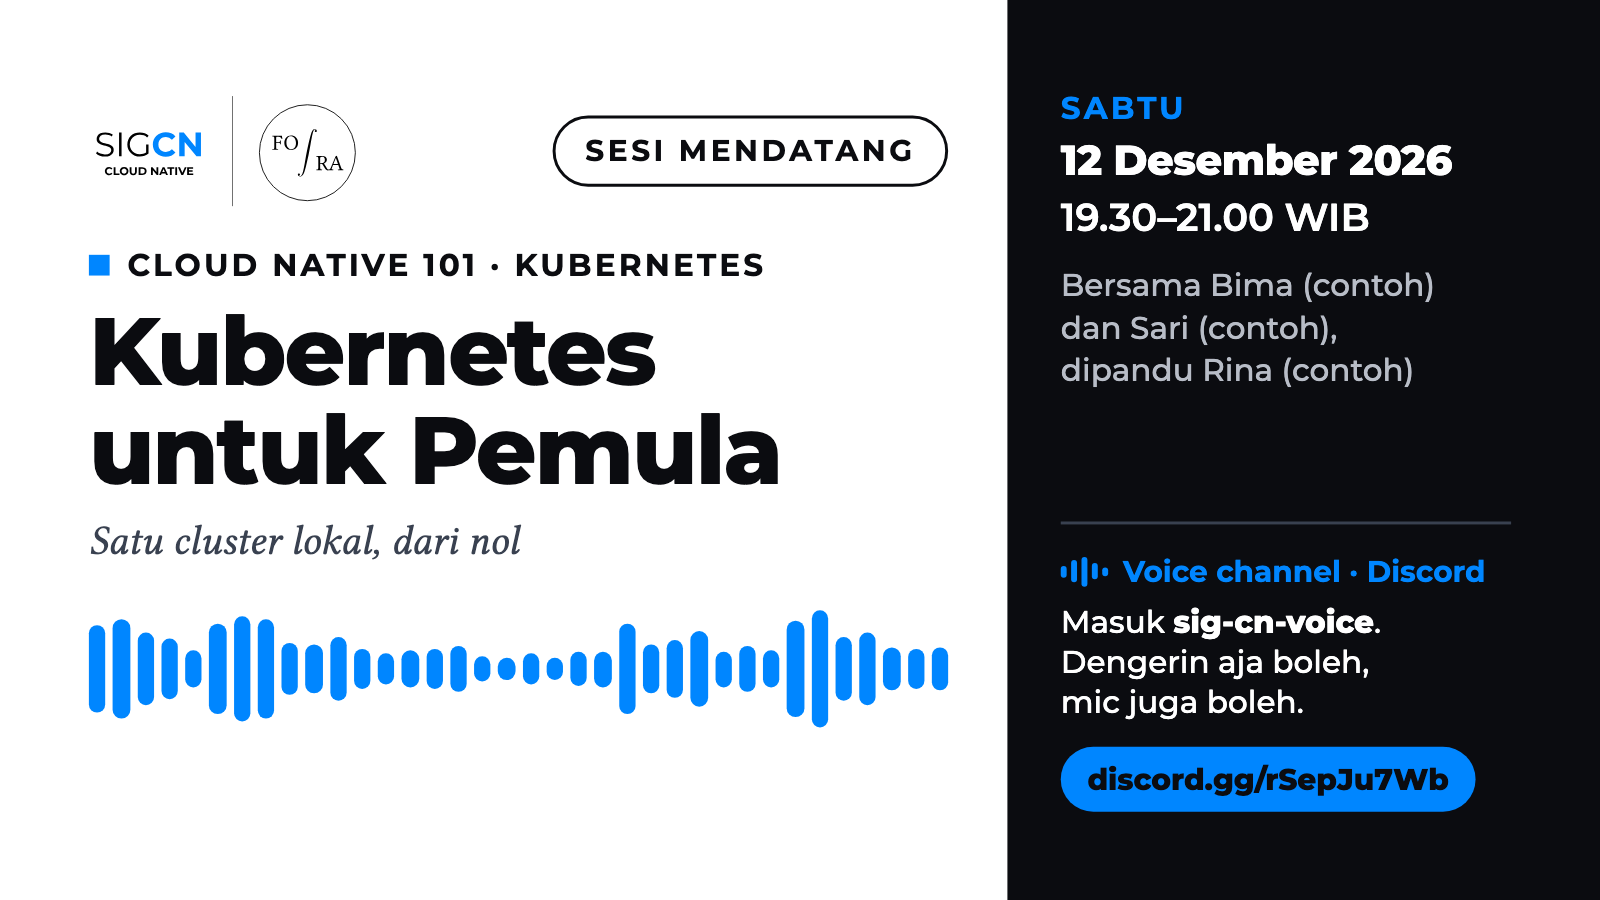 SIGCN
CLOUD NATIVE
FO
RA
SESI MENDATANG
CLOUD NATIVE 101 · KUBERNETES
Kubernetes
untuk Pemula
Satu cluster lokal, dari nol
SABTU
12 Desember 2026
19.30–21.00 WIB
Bersama Bima (contoh)
dan Sari (contoh),
dipandu Rina (contoh)
Voice channel · Discord
Masuk sig-cn-voice.
Dengerin aja boleh,
mic juga boleh.
discord.gg/rSepJu7Wb